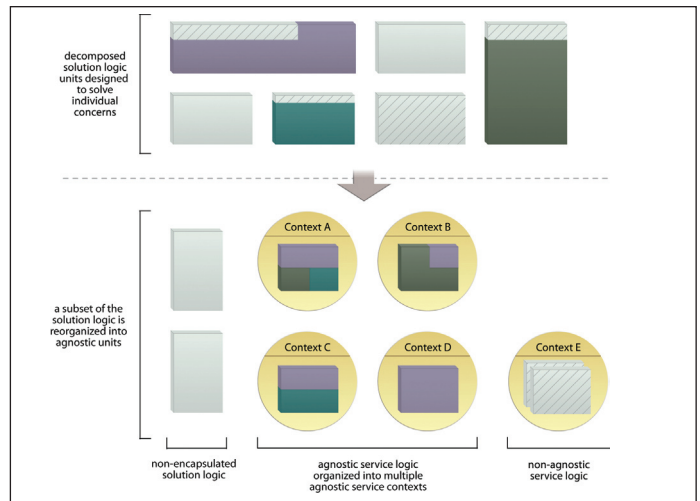 decomposed
solution logic
units designed
to solve
individual
concerns
Context A
Context B
a subset of the
solution logic is
reorganized into
agnostic units
Context C
Context D
Context E
non-encapsulated
solution logic
agnostic service logic
organized into multiple
agnostic service contexts
non-agnostic
service logic